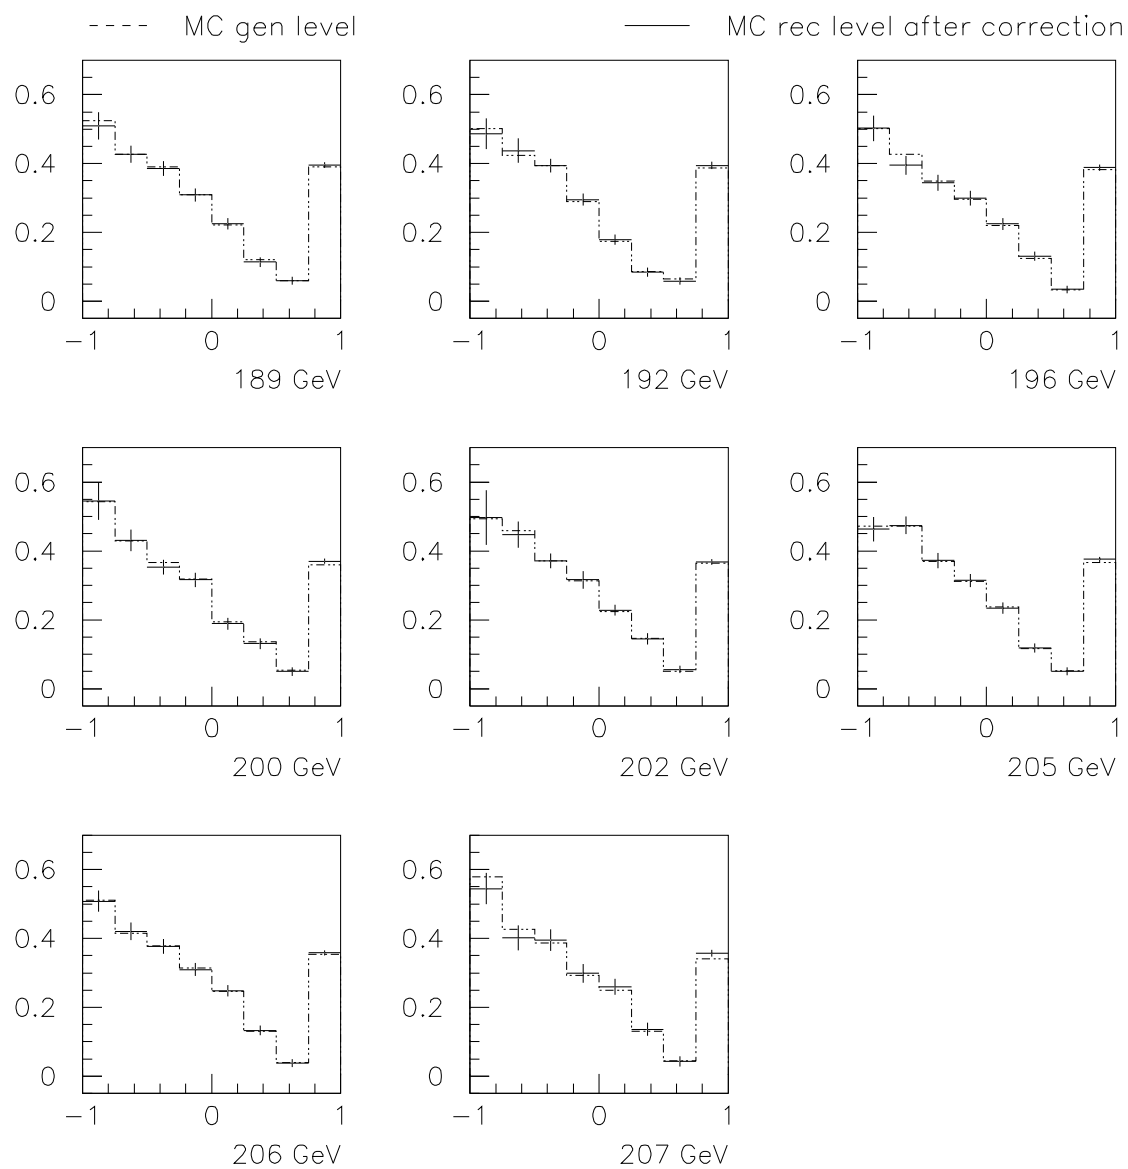 MC gen level MC rec level after correction
0.6 0.6 0.6
0.4 0.4 0.4
0.2 0.2 0.2
0 0 0
−1 0 1 −1 0 1 −1 0 1
189 GeV 192 GeV 196 GeV
0.6 0.6 0.6
0.4 0.4 0.4
0.2 0.2 0.2
0 0 0
−1 0 1 −1 0 1 −1 0 1
200 GeV 202 GeV 205 GeV
0.6 0.6
0.4 0.4
0.2 0.2
0 0
−1 0 1 −1 0 1
206 GeV 207 GeV